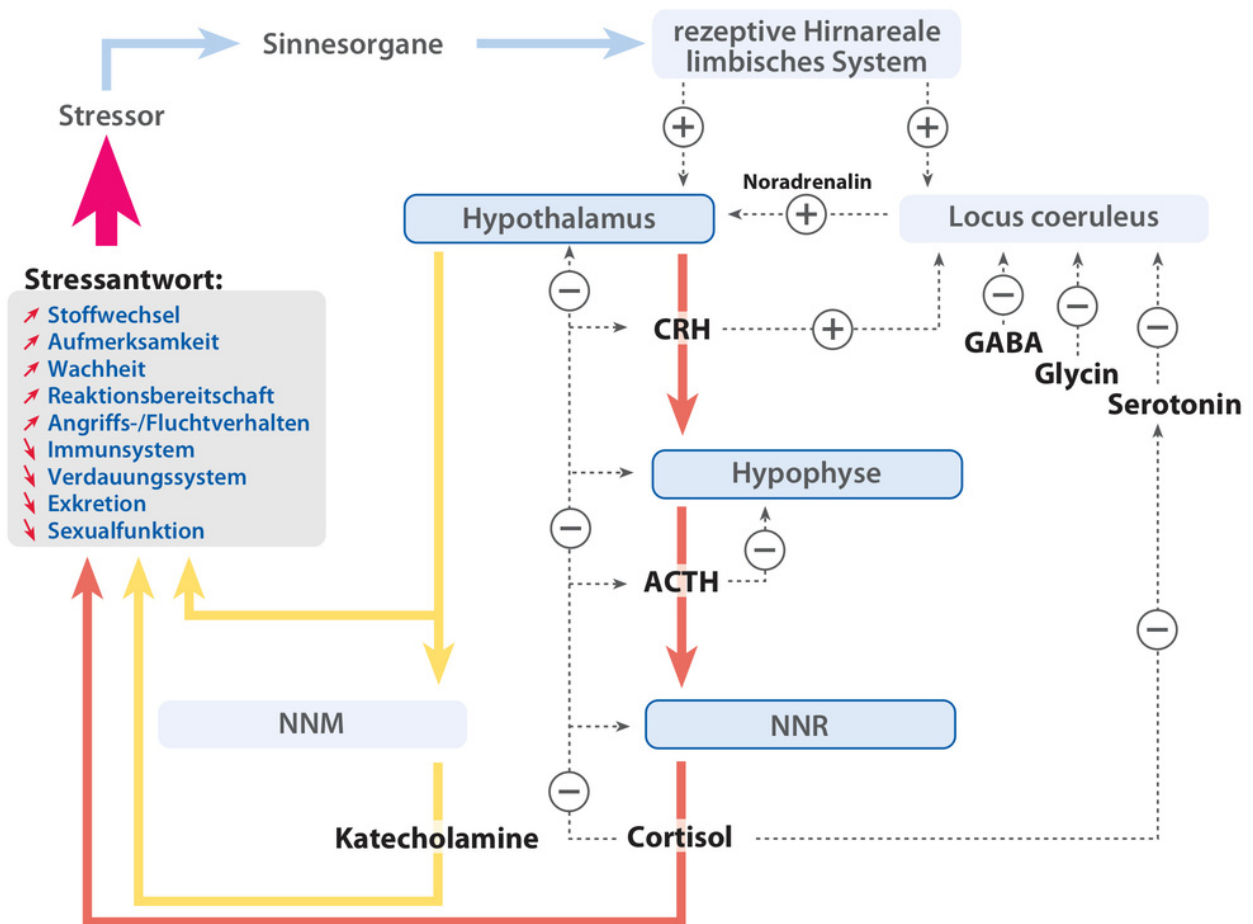 Sinnesorgane
rezeptive Hirnareale
limbisches System
Stressor
+
+
Noradrenalin
Hypothalamus
+
Locus coeruleus
Stressantwort:
Stoffwechsel
Aufmerksamkeit
Wachheit
Reaktionsbereitschaft
Angriffs-/Fluchtverhalten
Immunsystem
Verdauungssystem
Exkretion
Sexualfunktion
−
CRH
+
−
GABA
−
Glycin
−
Serotonin
Hypophyse
−
−
ACTH
−
NNM
NNR
−
Katecholamine
Cortisol